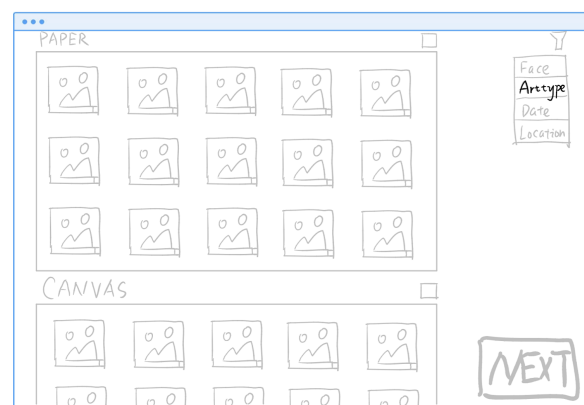 PAPER
Face
Arttype
Date
Location
CANVAS
NEXT